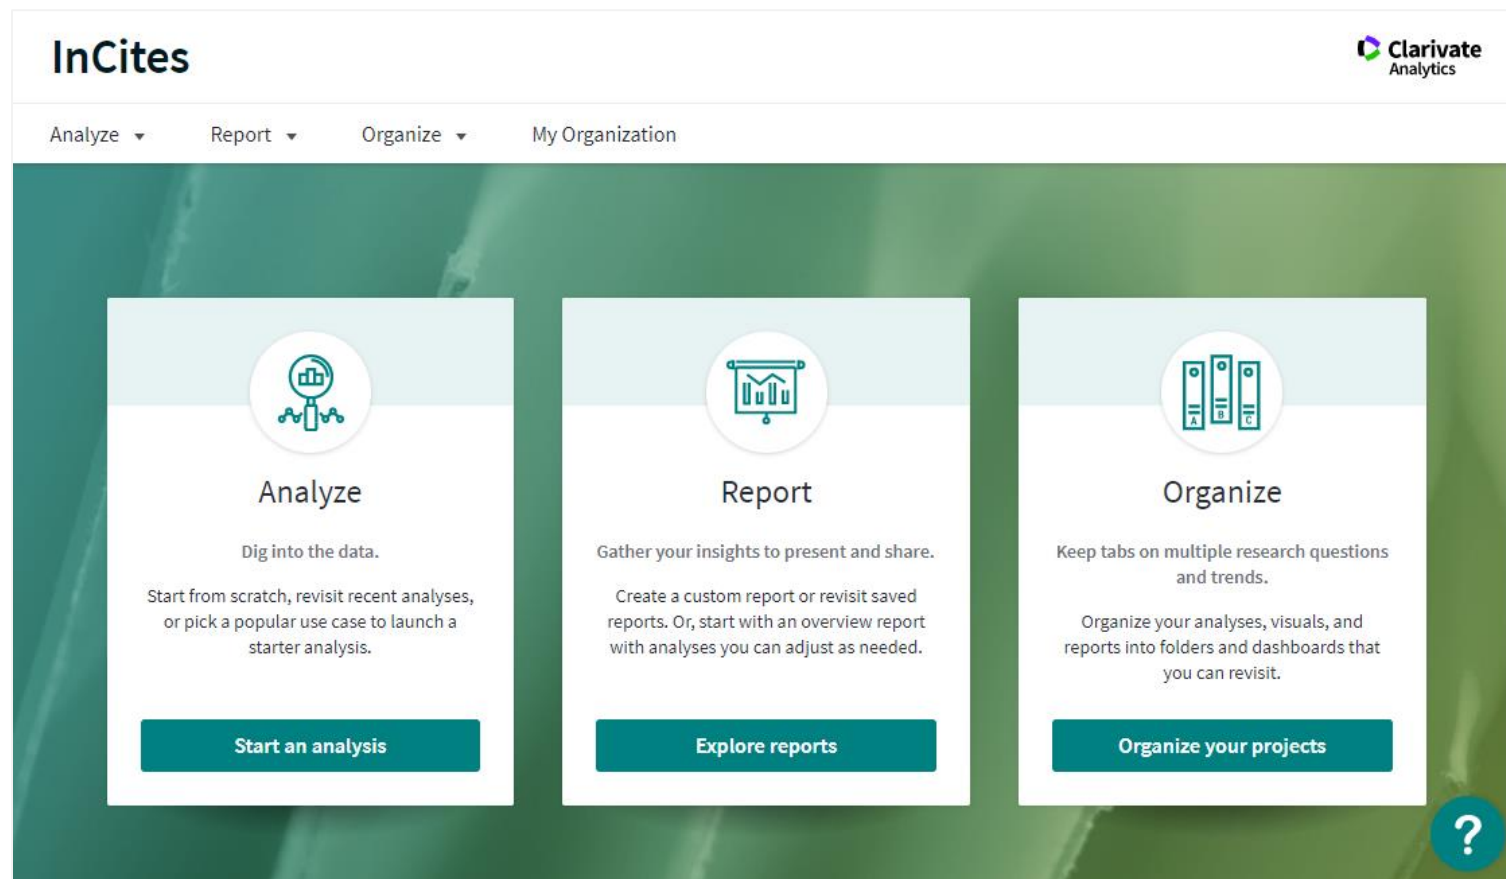 InCites
Clarivate
Analytics
Analyze
Report
Organize
My Organization
Analyze
Dig into the data.
Start from scratch, revisit recent analyses,
or pick a popular use case to launch a
starter analysis.
Start an analysis
Report
Gather your insights to present and share.
Create a custom report or revisit saved
reports. Or, start with an overview report
with analyses you can adjust as needed.
Explore reports
A
B
C
Organize
Keep tabs on multiple research questions
and trends.
Organize your analyses, visuals, and
reports into folders and dashboards that
you can revisit.
Organize your projects
?